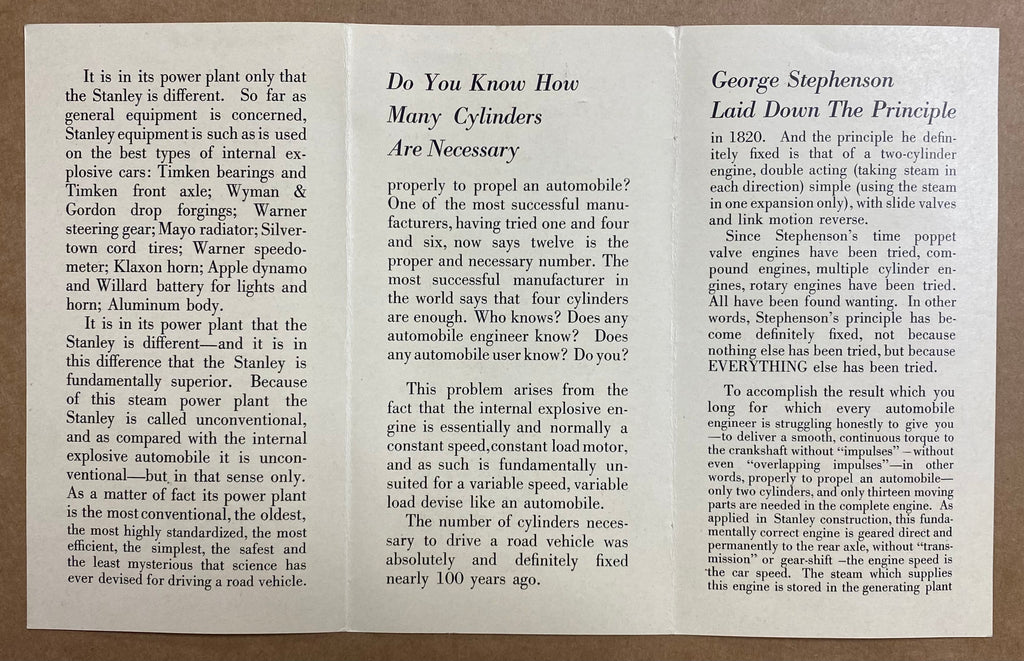 It is in its power plant only that
the Stanley is different. So far as
general equipment is concerned,
Stanley equipment is such as is used
on the best types of internal ex-
plosive cars: Timken bearings and
Timken front axle; Wyman &
Gordon drop forgings; Warner
steering gear; Mayo radiator; Silver-
town cord tires; Warner speedo-
meter; Klaxon horn; Apple dynamo
and Willard battery for lights and
horn; Aluminum body.
It is in its power plant that the
Stanley is different—and it is in
this difference that the Stanley is
fundamentally superior. Because
of this steam power plant the
Stanley is called unconventional,
and as compared with the internal
explosive automobile it is uncon-
ventional—but in that sense only.
As a matter of fact its power plant
is the most conventional, the oldest,
the most highly standardized, the most
efficient, the simplest, the safest and
the least mysterious that science has
ever devised for driving a road vehicle.
Do You Know How
Many Cylinders
Are Necessary
properly to propel an automobile?
One of the most successful manu-
facturers, having tried one and four
and six, now says twelve is the
proper and necessary number. The
most successful manufacturer in
the world says that four cylinders
are enough. Who knows? Does any
automobile engineer know? Does
any automobile user know? Do you?
This problem arises from the
fact that the internal explosive en-
gine is essentially and normally a
constant speed, constant load motor,
and as such is fundamentally un-
suited for a variable speed, variable
load devise like an automobile.
The number of cylinders neces-
sary to drive a road vehicle was
absolutely and definitely fixed
nearly 100 years ago.
George Stephenson
Laid Down The Principle
in 1820. And the principle he defin-
itely fixed is that of a two-cylinder
engine, double acting (taking steam in
each direction) simple (using the steam
in one expansion only), with slide valves
and link motion reverse.
Since Stephenson's time poppet
valve engines have been tried, com-
pound engines, multiple cylinder en-
gines, rotary engines have been tried.
All have been found wanting. In other
words, Stephenson's principle has be-
come definitely fixed, not because
nothing else has been tried, but because
EVERYTHING else has been tried.
To accomplish the result which you
long for which every automobile
engineer is struggling honestly to give you
—to deliver a smooth, continuous torque to
the crankshaft without "impulses" —without
even "overlapping impulses"—in other
words, properly to propel an automobile—
only two cylinders, and only thirteen moving
parts are needed in the complete engine. As
applied in Stanley construction, this funda-
mentally correct engine is geared direct and
permanently to the rear axle, without "trans-
mission" or gear-shift —the engine speed is
the car speed. The steam which supplies
this engine is stored in the generating plant